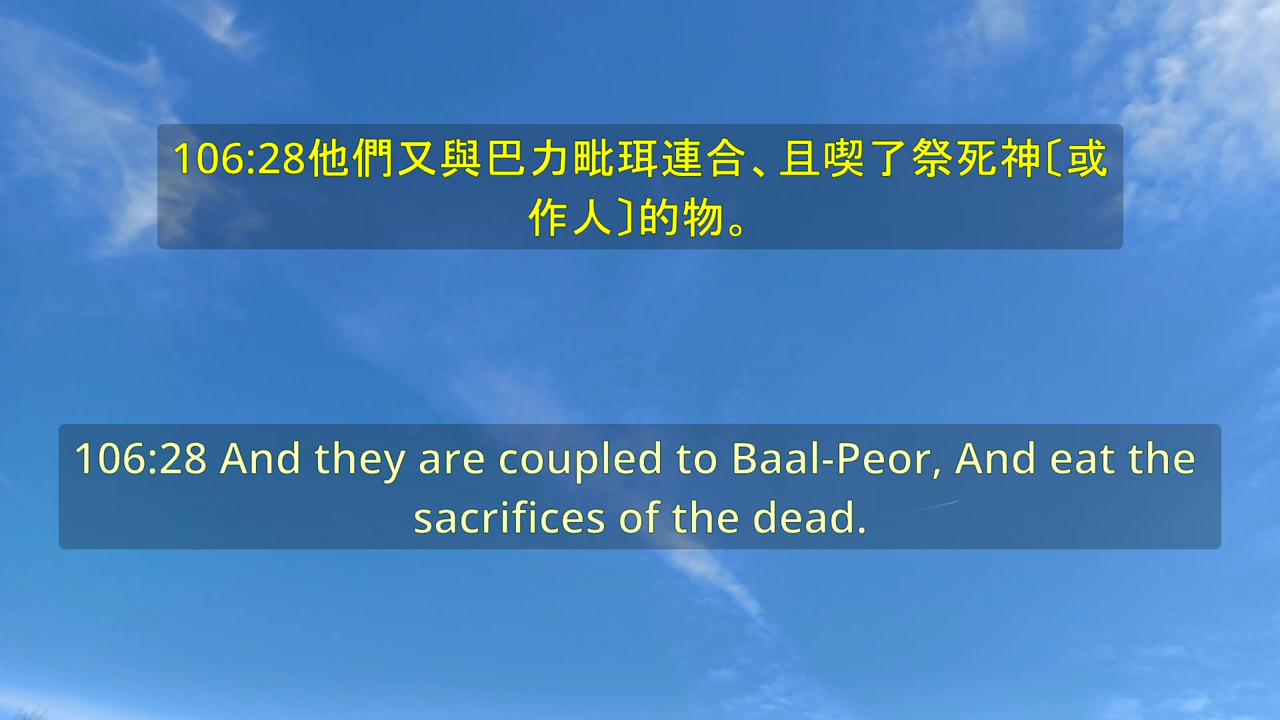 106:28他們又與巴力毗珥連合、且喫了祭死神〔或
作人〕的物。
106:28 And they are coupled to Baal-Peor, And eat the
sacrifices of the dead.